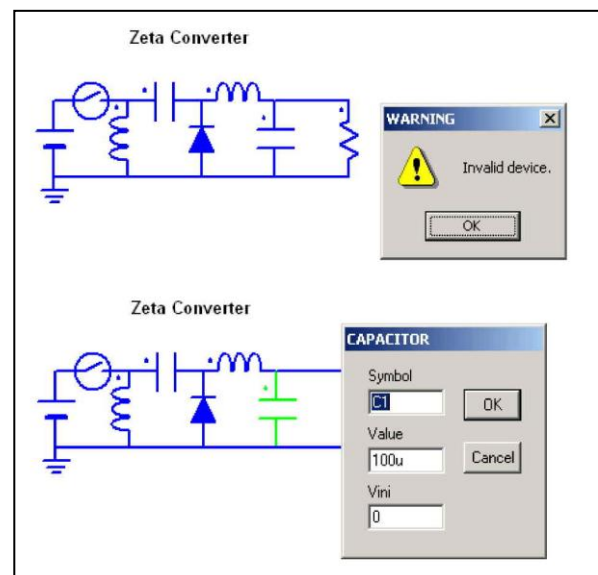 Zeta Converter
WARNING
Invalid device.
OK
Zeta Converter
CAPACITOR
Symbol
C1
OK
Value
100u
Cancel
Vini
0